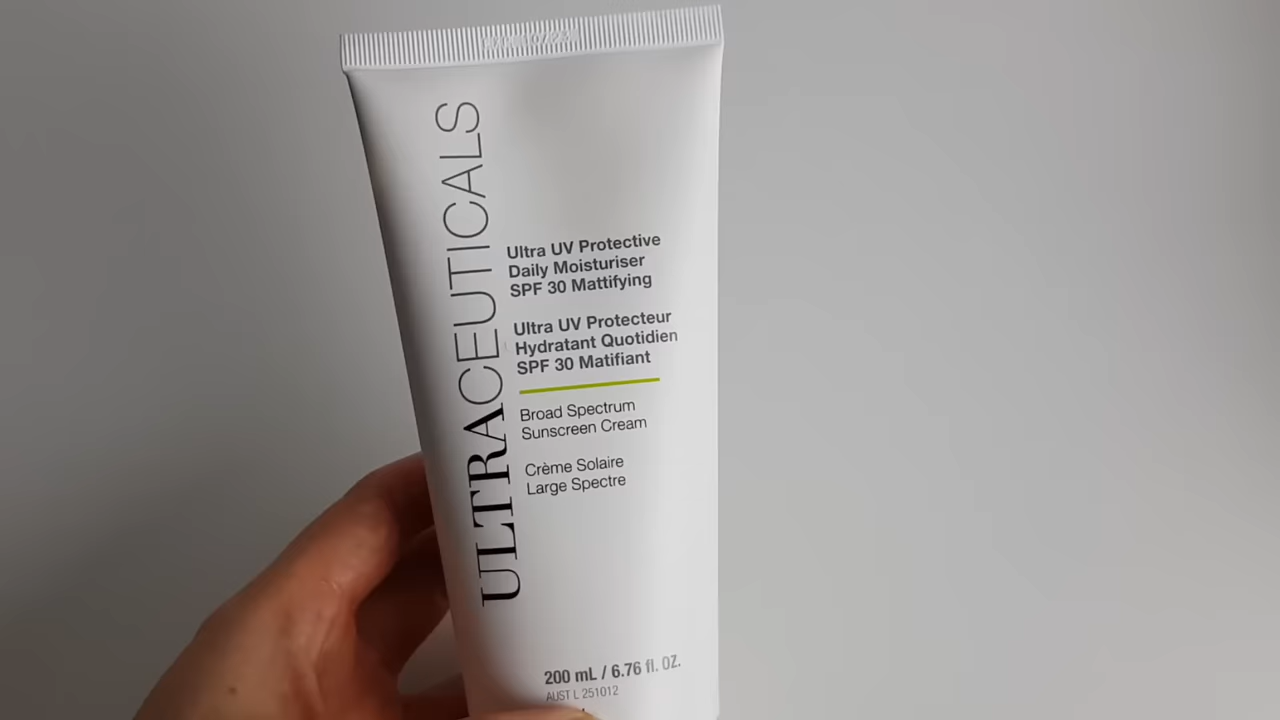 ULTRACEUTICALS
Ultra UV Protective
Daily Moisturiser
SPF 30 Mattifying
Ultra UV Protecteur
Hydratant Quotidien
SPF 30 Matifiant
Broad Spectrum
Sunscreen Cream
Crème Solaire
Large Spectre
200 mL / 6.76 fl. OZ.
AUST L 251012